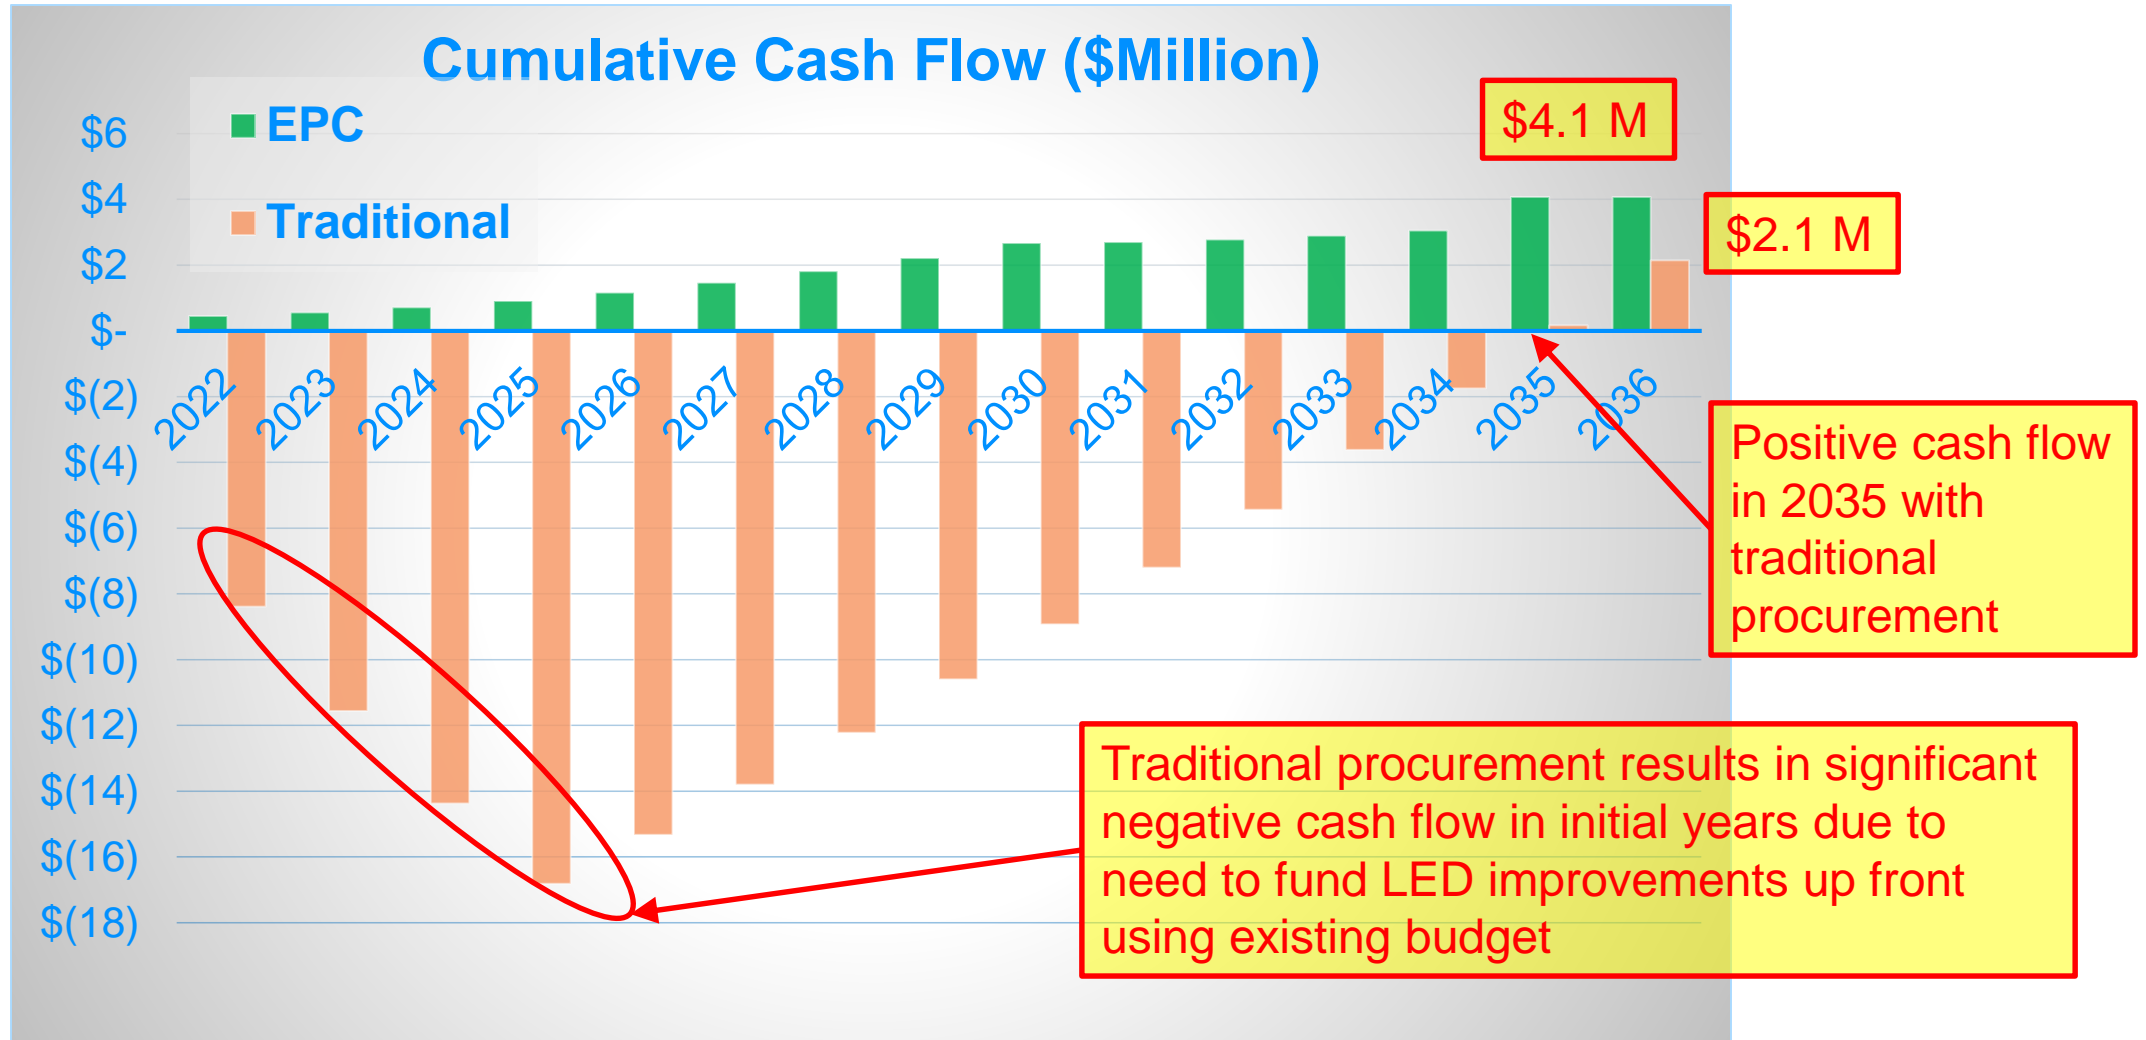 Cumulative Cash Flow ($Million)
EPC
Traditional
$4.1 M
$2.1 M
$6
$4
$2
$-
$(2)
$(4)
$(6)
$(8)
$(10)
$(12)
$(14)
$(16)
$(18)
2022
2023
2024
2025
2026
2027
2028
2029
2030
2031
2032
2033
2034
2035
2036
Positive cash flow
in 2035 with
traditional
procurement
Traditional procurement results in significant
negative cash flow in initial years due to
need to fund LED improvements up front
using existing budget